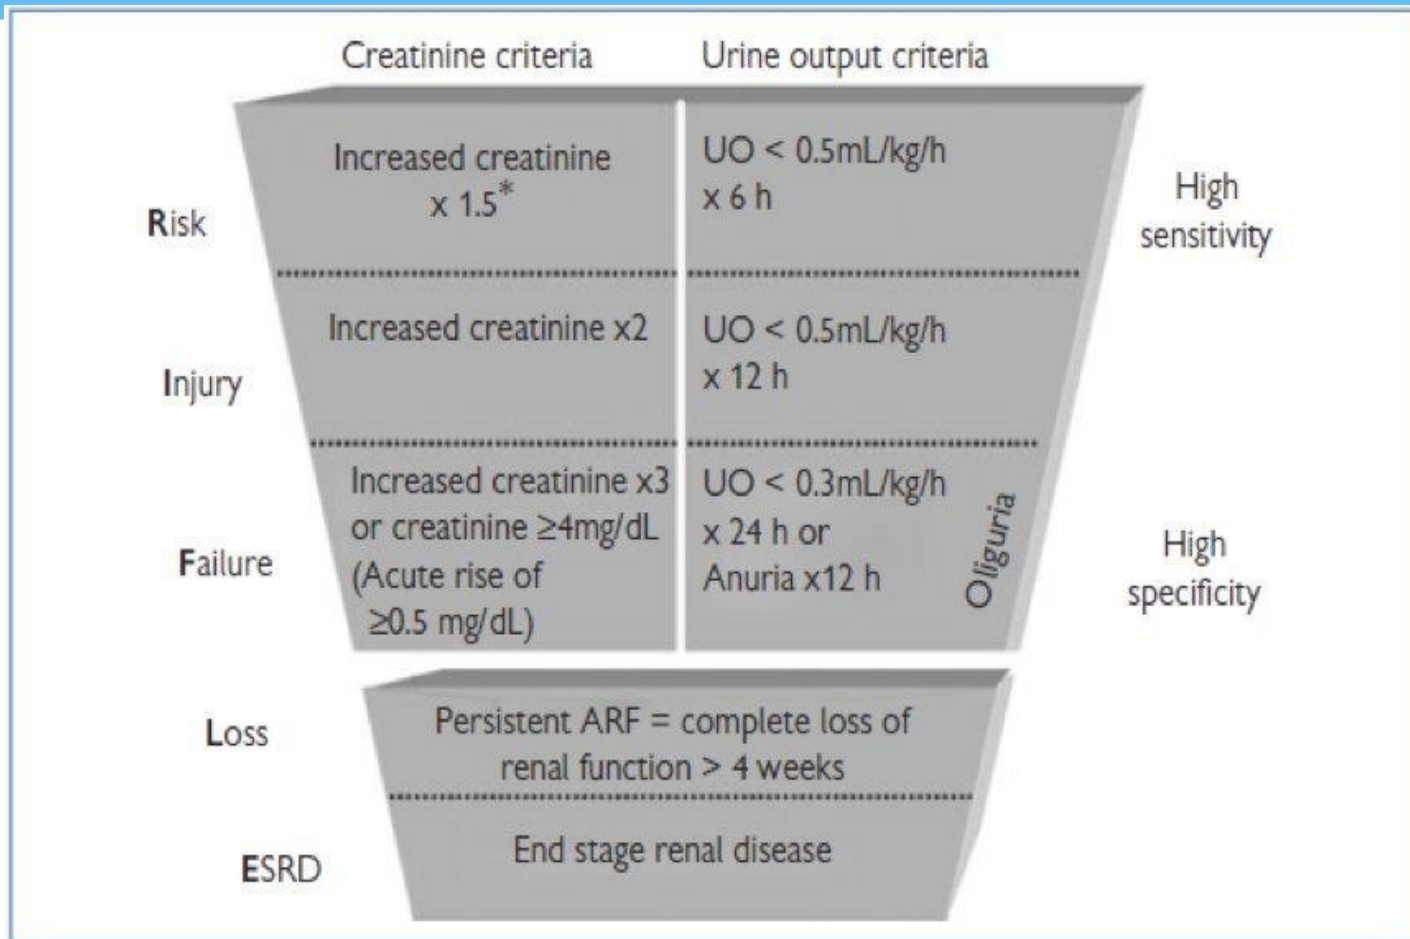 Creatinine criteria
Urine output criteria
Risk
Increased creatinine
x 1.5*
UO < 0.5mL/kg/h
x 6 h
High
sensitivity
Injury
Increased creatinine x2
UO < 0.5mL/kg/h
x 12 h
Failure
Increased creatinine x3
or creatinine ≥4mg/dL
(Acute rise of
≥0.5 mg/dL)
UO < 0.3mL/kg/h
x 24 h or
Anuria x12 h
Oliguria
High
specificity
Loss
Persistent ARF = complete loss of
renal function > 4 weeks
ESRD
End stage renal disease